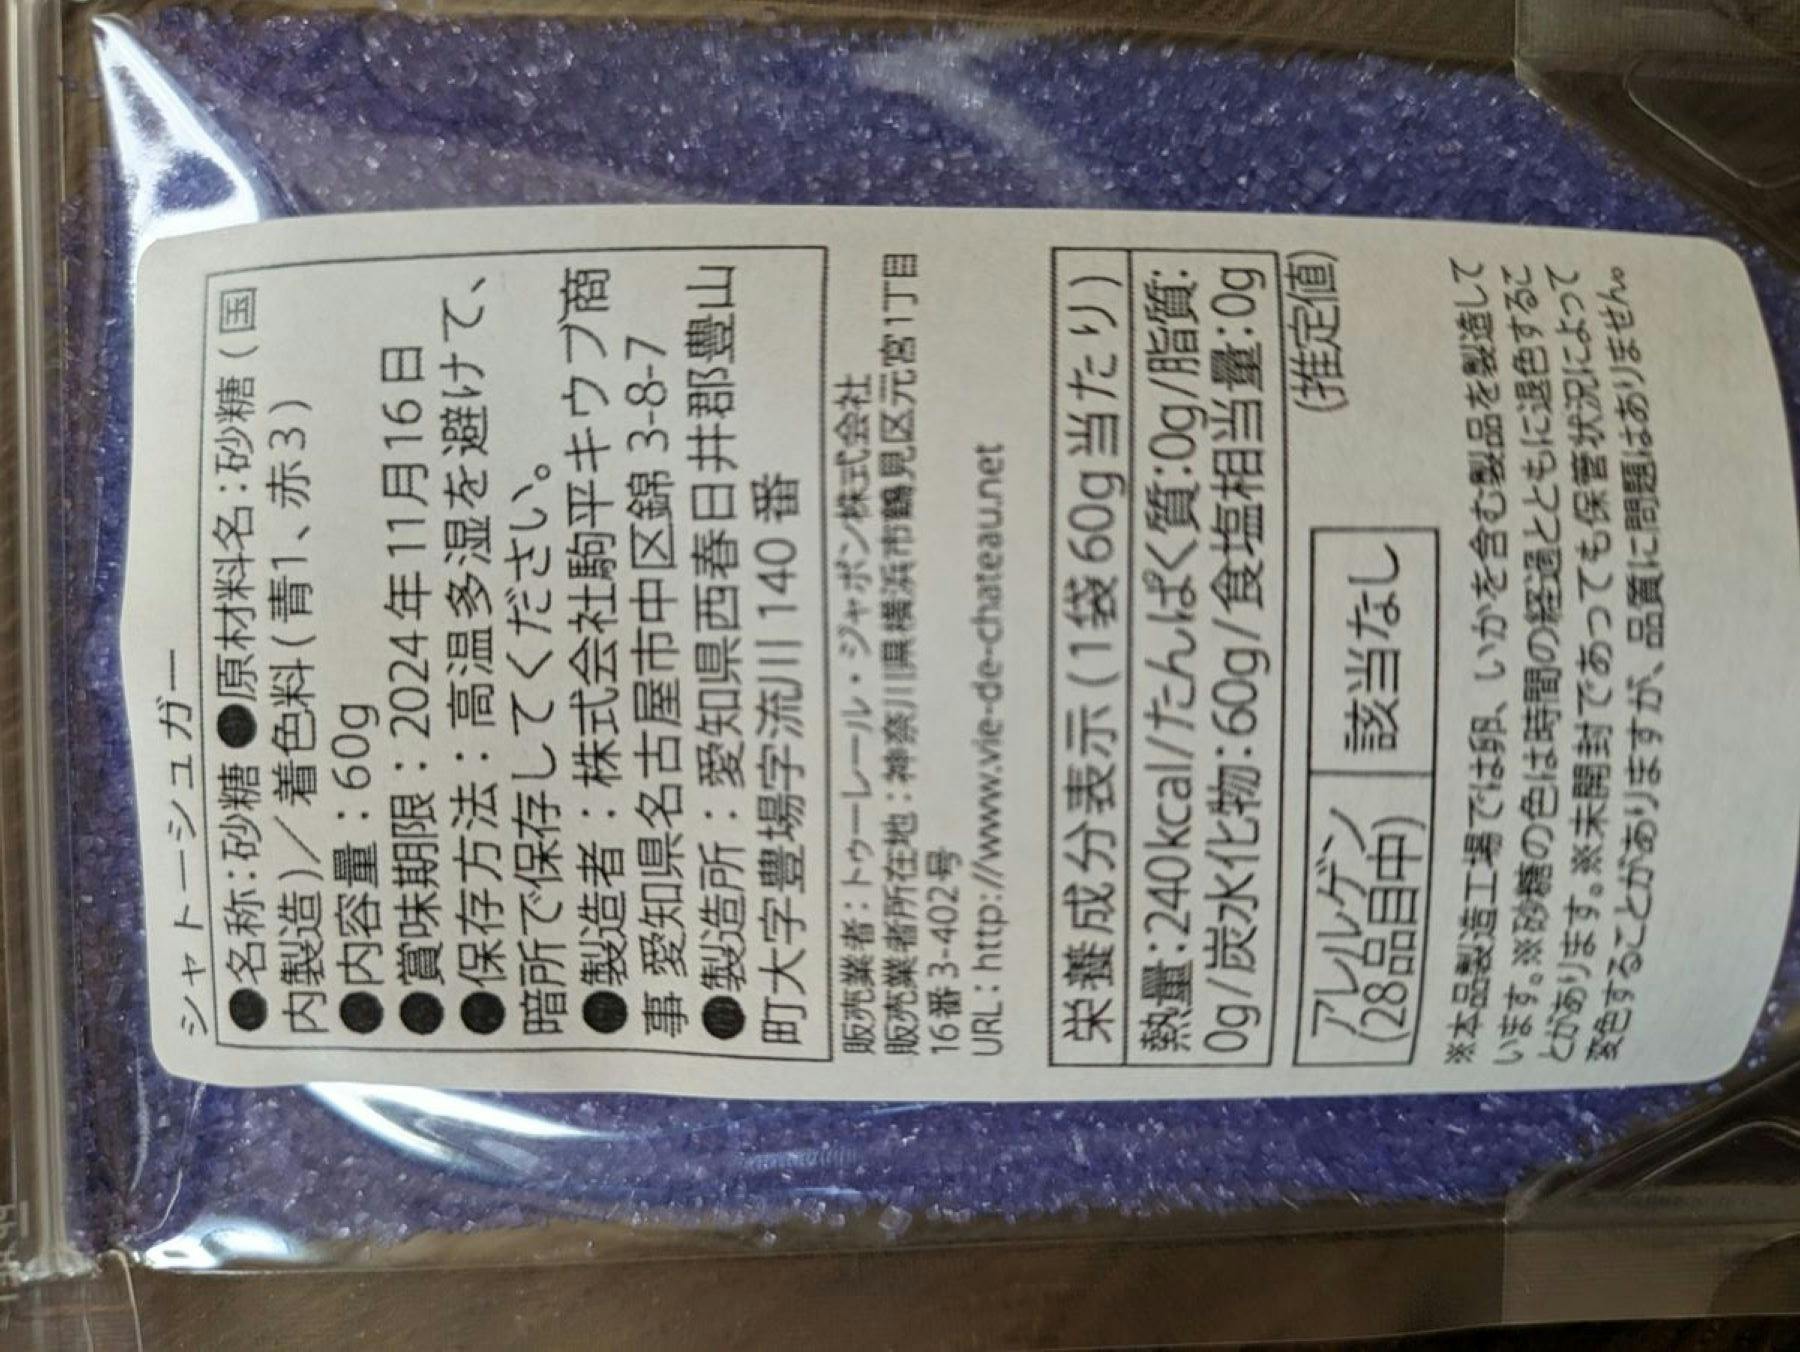 シャトーシュガー
●名称:砂糖 ●原材料名:砂糖(国
内製造)／着色料(青1、赤3)
●内容量:60g
●賞味期限:2024年11月16日
●保存方法:高温多湿を避けて、
暗所で保存してください。
●製造者:株式会社駒平キウブ商
事 愛知県名古屋市中区錦3-8-7
●製造所:愛知県西春日井郡豊山
町大字豊場字流川140番
販売業者:トゥーレール・ジャポン株式会社
販売業者所在地:神奈川県横浜市鶴見区元宮1丁目
16番3-402号
URL:http://www.vie-de-chateau.net
栄養成分表示(1袋60g当たり)
熱量:240kcal/たんぱく質:0g/脂質:
0g/炭水化物:60g/食塩相当量:0g
(推定値)
アレルゲン
(28品目中) 該当なし
※本品製造工場では卵、いかを含む製品を製造して
います。※砂糖の色は時間の経過とともに退色するこ
とがあります。※未開封であっても保管状況によって
変色することがありますが、品質に問題はありません。